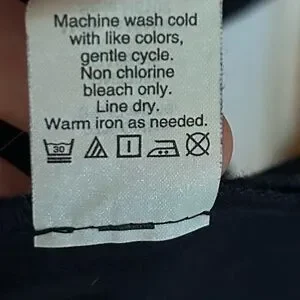 Machine wash cold
with like colors,
gentle cycle.
Non chlorine
bleach only.
Line dry.
Warm iron as needed.
30